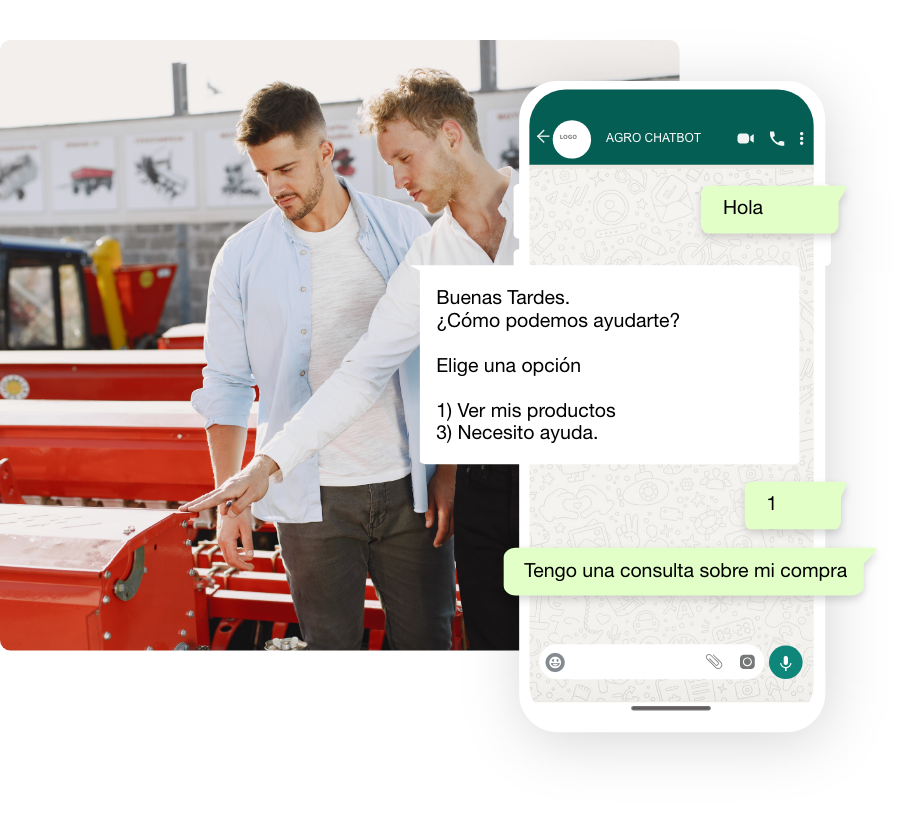 LOGO
AGRO CHATBOT
Hola
Buenas Tardes.
¿Cómo podemos ayudarte?
Elige una opción
1) Ver mis productos
3) Necesito ayuda.
1
Tengo una consulta sobre mi compra